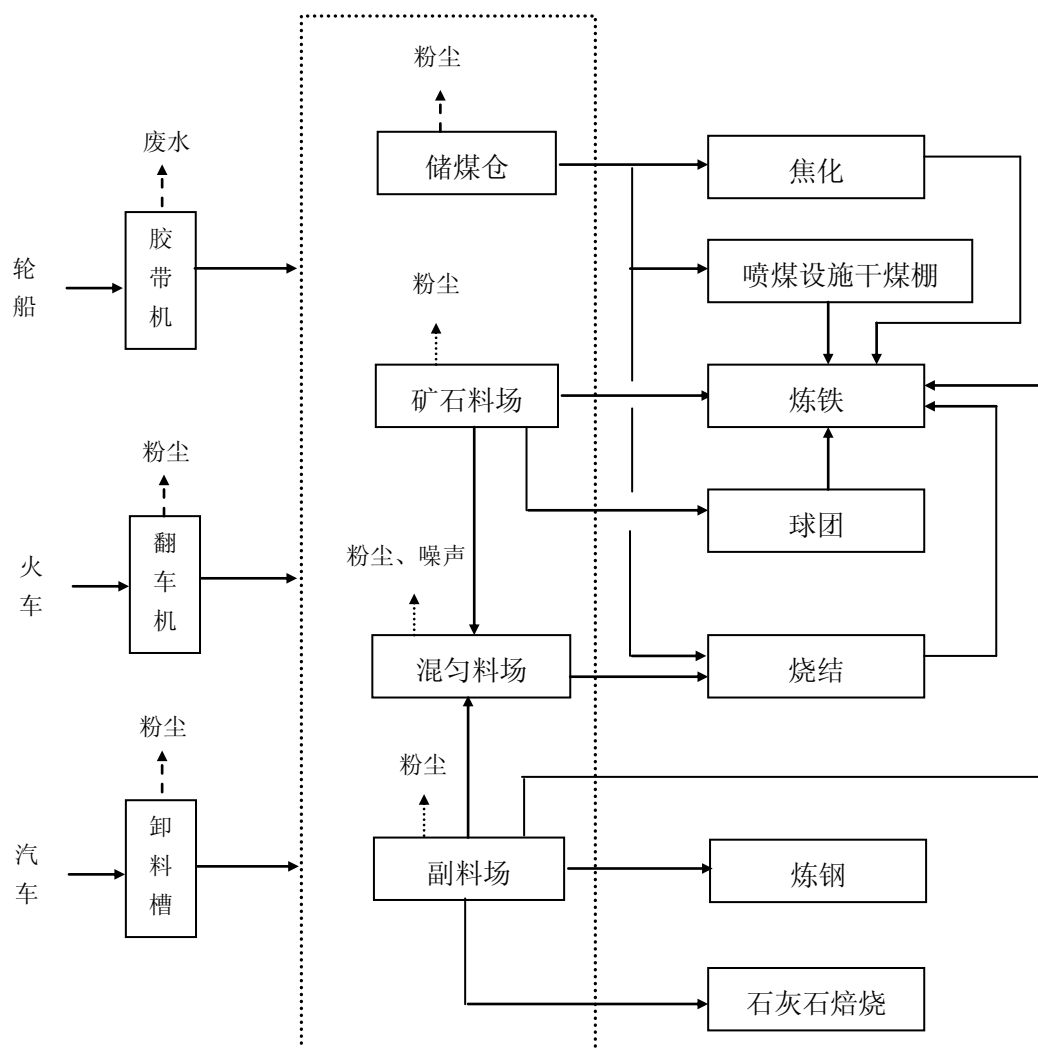 粉尘
废水
储煤仓
焦化
胶带机
轮船
喷煤设施干煤棚
粉尘
矿石料场
炼铁
粉尘
翻车机
火车
球团
粉尘、噪声
混匀料场
烧结
粉尘
粉尘
卸料槽
汽车
副料场
炼钢
石灰石焙烧